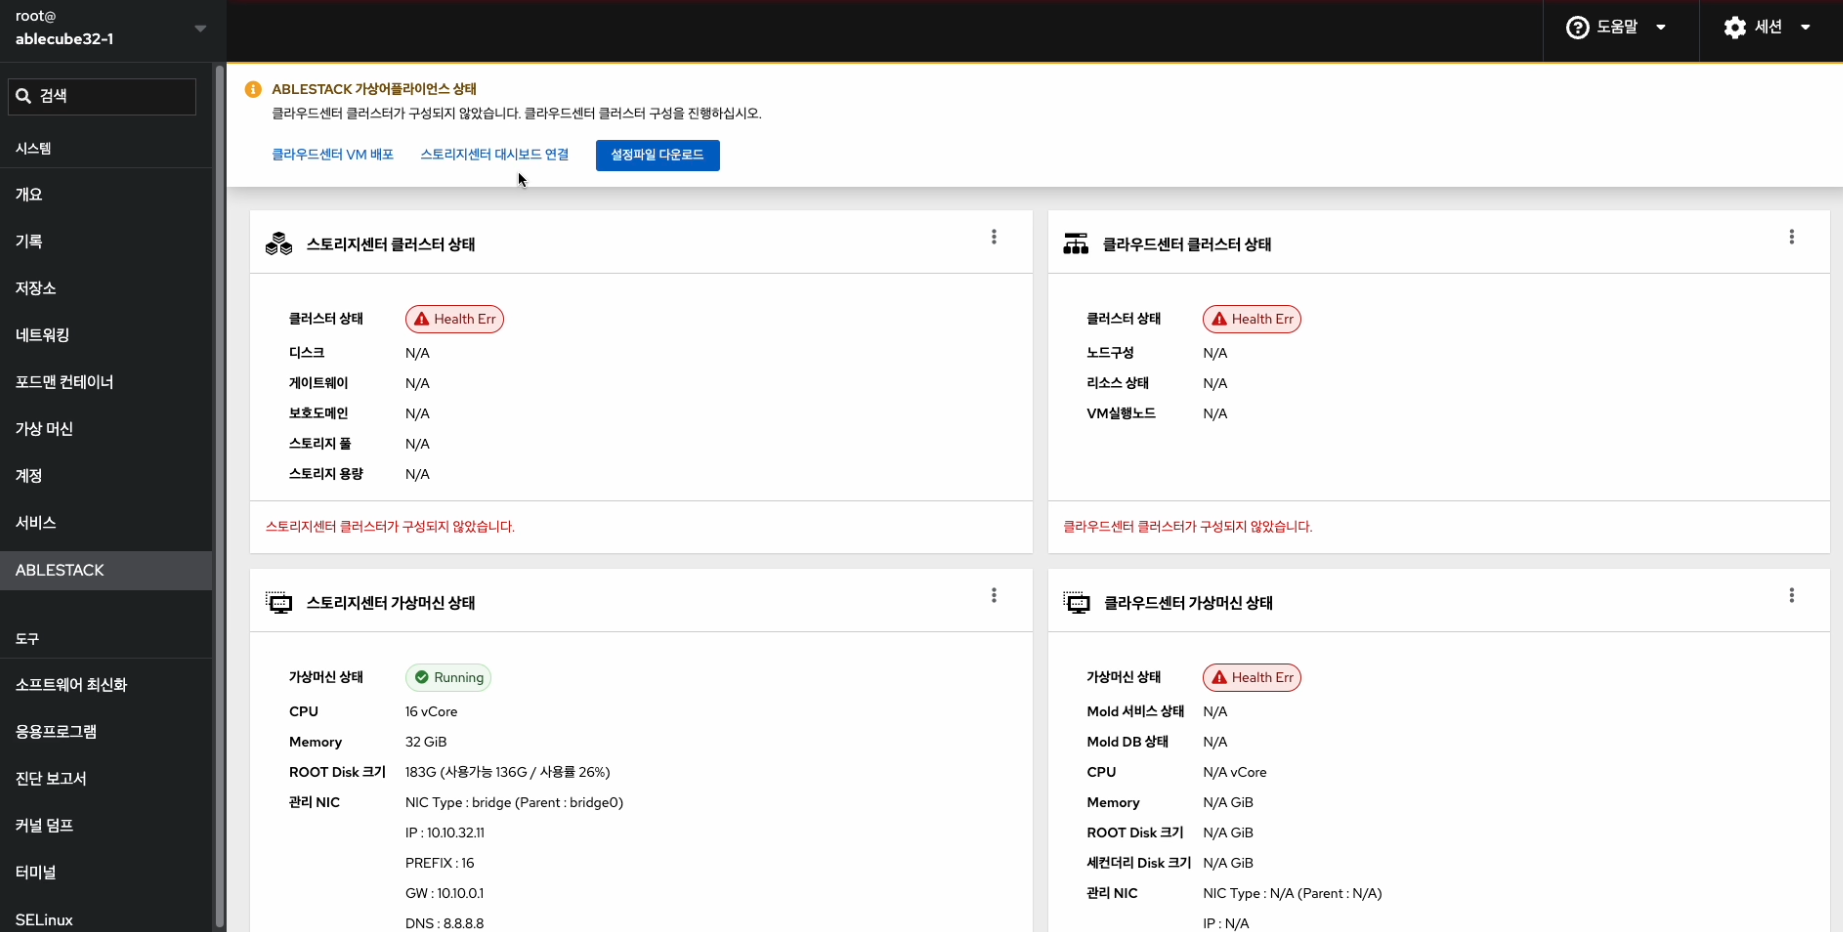 root@
ablecube32-1
도움말
세션
검색
시스템
개요
기록
저장소
네트워킹
포드맨 컨테이너
가상 머신
계정
서비스
ABLESTACK
도구
소프트웨어 최신화
응용프로그램
진단 보고서
커널 덤프
터미널
SELinux
ABLESTACK 가상어플라이언스 상태
클라우드센터 클러스터가 구성되지 않았습니다. 클라우드센터 클러스터 구성을 진행하십시오.
클라우드센터 VM 배포 스토리지센터 대시보드 연결 설정파일 다운로드
스토리지센터 클러스터 상태
클러스터 상태 Health Err
디스크 N/A
게이트웨이 N/A
보호도메인 N/A
스토리지 풀 N/A
스토리지 용량 N/A
스토리지센터 클러스터가 구성되지 않았습니다.
클라우드센터 클러스터 상태
클러스터 상태 Health Err
노드구성 N/A
리소스 상태 N/A
VM실행노드 N/A
클라우드센터 클러스터가 구성되지 않았습니다.
스토리지센터 가상머신 상태
가상머신 상태 Running
CPU 16 vCore
Memory 32 GiB
ROOT Disk 크기 183G (사용가능 136G / 사용률 26%)
관리 NIC NIC Type : bridge (Parent : bridge0)
IP : 10.10.32.11
PREFIX : 16
GW : 10.10.0.1
DNS : 8.8.8.8
클라우드센터 가상머신 상태
가상머신 상태 Health Err
Mold 서비스 상태 N/A
Mold DB 상태 N/A
CPU N/A vCore
Memory N/A GiB
ROOT Disk 크기 N/A GiB
세컨더리 Disk 크기 N/A GiB
관리 NIC NIC Type : N/A (Parent : N/A)
IP : N/A